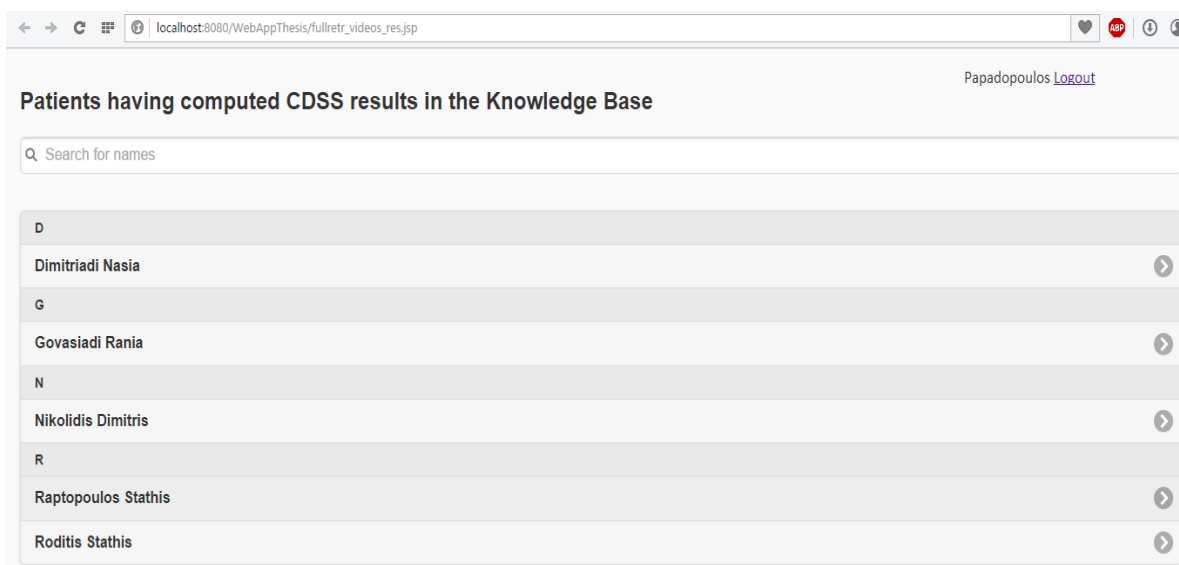 localhost:8080/WebAppThesis/fullretr_videos_res.jsp
ABP
Papadopoulos Logout
Patients having computed CDSS results in the Knowledge Base
Search for names
D
Dimitriadi Nasia
G
Govasiadi Rania
N
Nikolidis Dimitris
R
Raptopoulos Stathis
Roditis Stathis